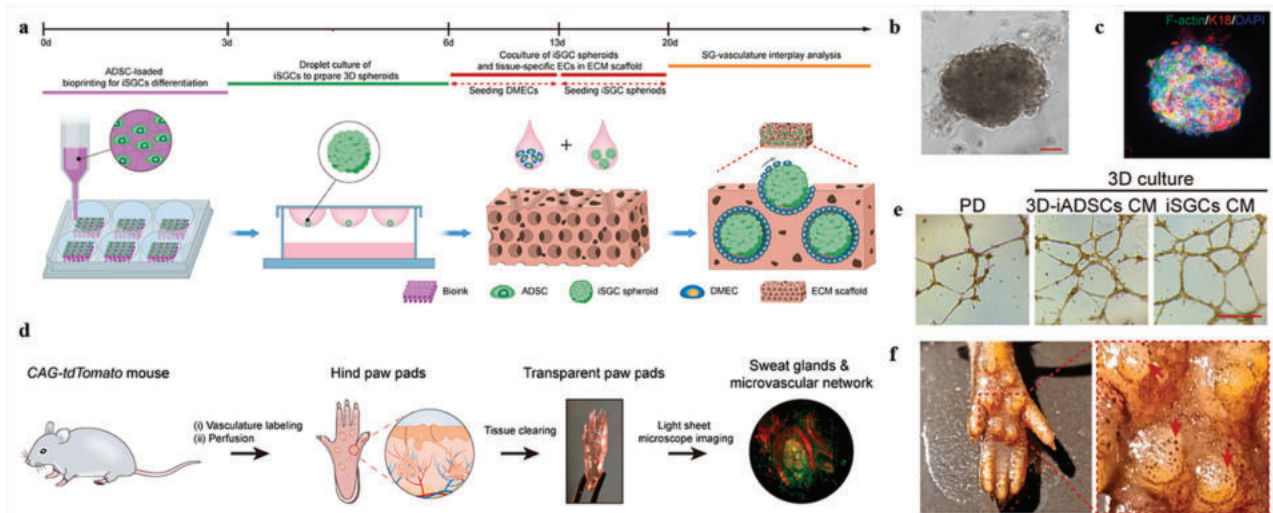 a
0d
3d
6d
13d
20d
ADSC-loaded
bioprinting for iSGCs differentiation
Droplet culture of
iSGCs to prpare 3D spheroids
Coculture of iSGC spheroids
and tissue-specific ECs in ECM scaffold
Seeding DMECs
Seeding iSGC spheriods
SG-vasculature interplay analysis
+
Bioink
ADSC
iSGC spheroid
DMEC
ECM scaffold
b
c
F-actin/K18/DAPI
d
CAG-tdTomato mouse
(i) Vasculature labeling
(ii) Perfusion
Hind paw pads
Tissue clearing
Transparent paw pads
Light sheet
microscope imaging
Sweat glands &
microvascular network
e
3D culture
PD
3D-iADSCs CM
iSGCs CM
f